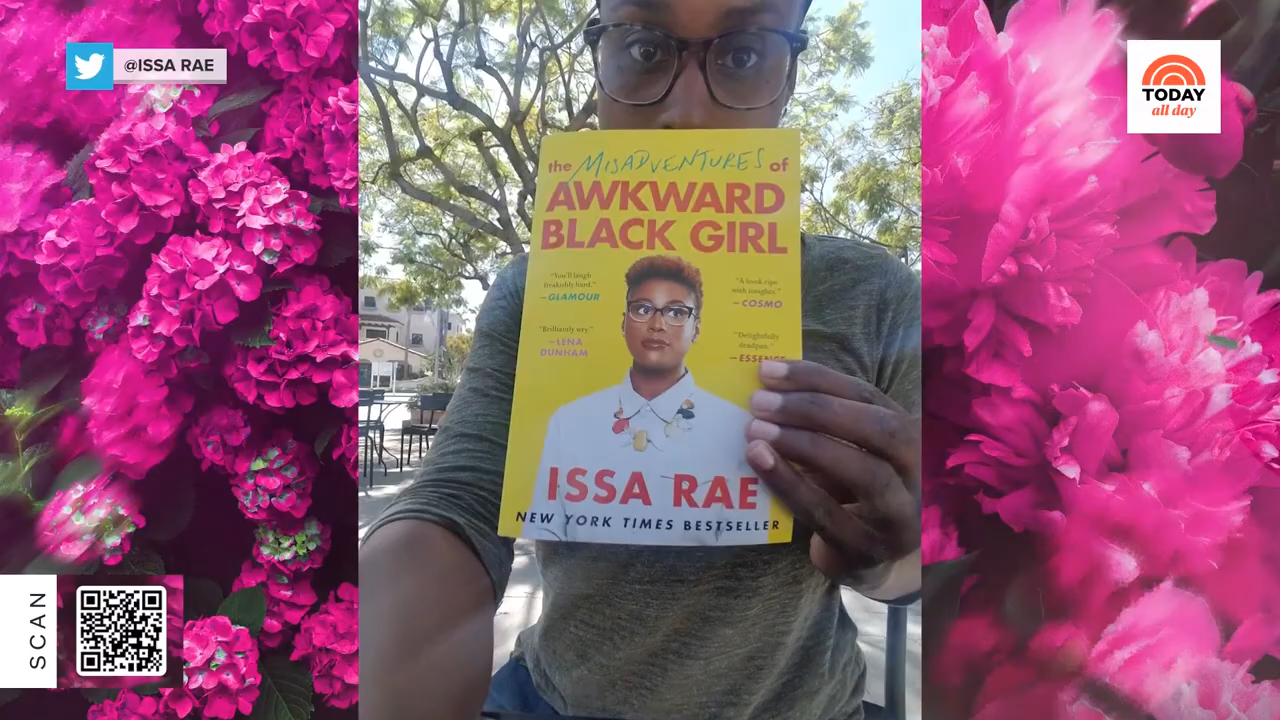 @ISSA RAE
TODAY
all day
the MISADVENTURES of
AWKWARD
BLACK GIRL
"You'll laugh
freakishly hard."
—GLAMOUR
"A book ripe
with insights."
—COSMO
"Brilliantly wry."
—LENA
DUNHAM
"Delightfully
deadpan."
—ESSENCE
ISSA RAE
NEW YORK TIMES BESTSELLER
SCAN